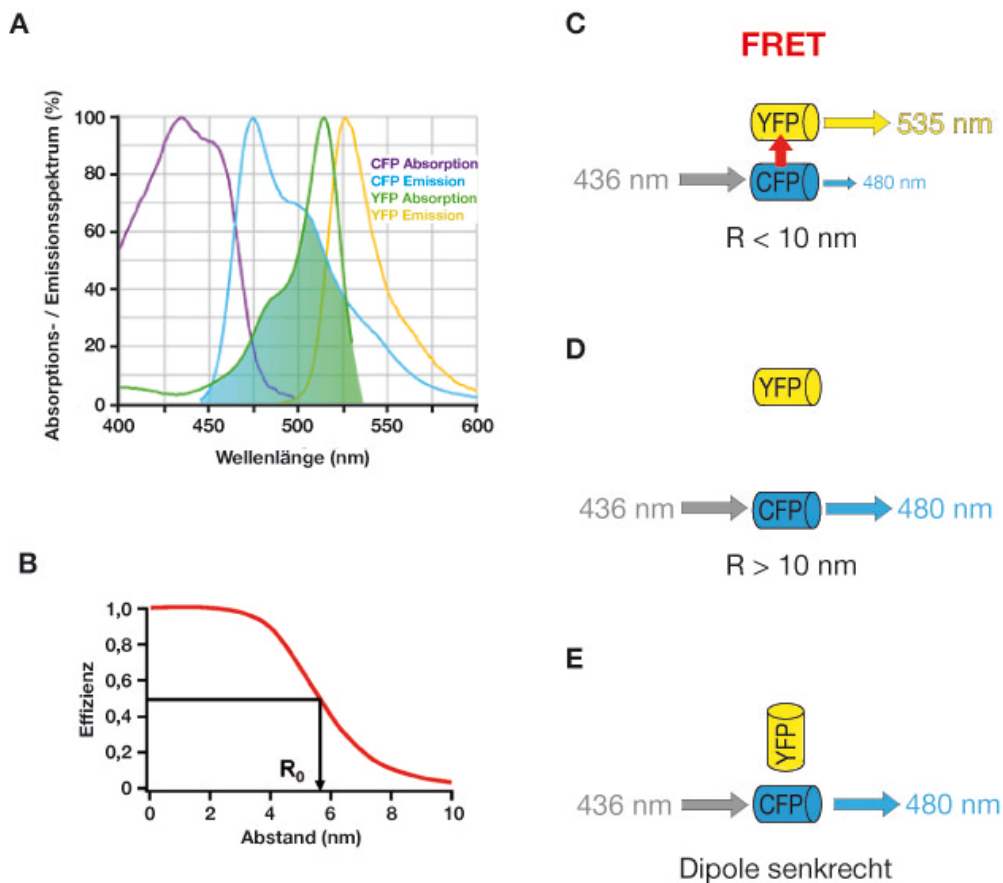 A
Absorptions- / Emissionsspektrum (%)
100
80
60
40
20
0
400
450
500
550
600
Wellenlänge (nm)
CFP Absorption
CFP Emission
YFP Absorption
YFP Emission
B
Effizienz
1,0
0,8
0,6
0,4
0,2
0
0
2
4
6
8
10
R₀
Abstand (nm)
C
FRET
YFP
535 nm
436 nm
CFP
480 nm
R < 10 nm
D
YFP
436 nm
CFP
480 nm
R > 10 nm
E
YFP
436 nm
CFP
480 nm
Dipole senkrecht